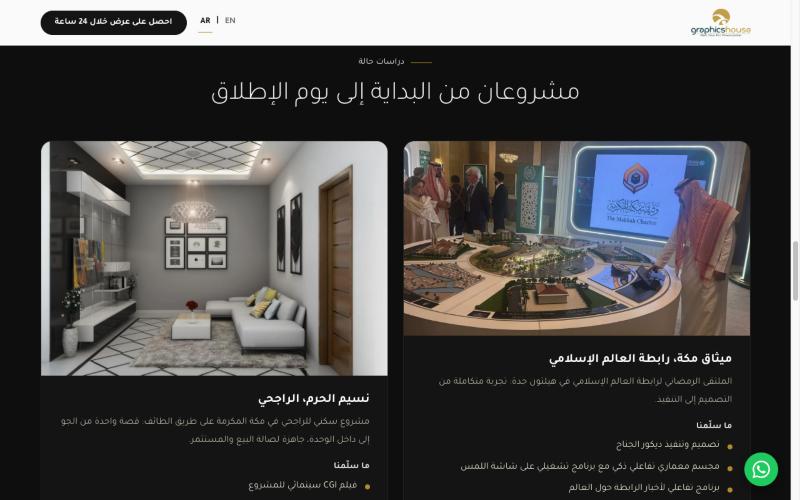 احصل على عرض خلال 24 ساعة
AR | EN
graphicshouse
دراسات حالة
مشروعان من البداية إلى يوم الإطلاق
The Makkah Charter
ميثاق مكة، رابطة العالم الإسلامي
الملتقى الرمضاني لرابطة العالم الإسلامي في هيلتون جدة: تجربة متكاملة من
التصميم إلى التنفيذ.
ما سلّمنا
تصميم وتنفيذ ديكور الجناح
مجسم معماري تفاعلي ذكي مع برنامج تشغيلي على شاشة اللمس
برنامج تفاعلي لأخبار الرابطة حول العالم
نسيم الحرم، الراجحي
مشروع سكني للراجحي في مكة المكرمة على طريق الطائف: قصة واحدة من الجو
إلى داخل الوحدة، جاهزة لصالة البيع والمستثمر.
ما سلّمنا
فيلم CGI سينمائي للمشروع